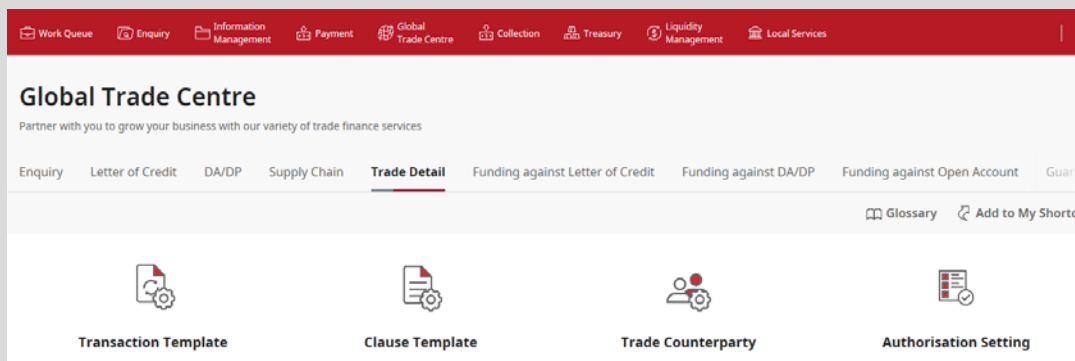 Work Queue Enquiry Information Management Payment Global Trade Centre Collection Treasury Liquidity Management Local Services
Global Trade Centre
Partner with you to grow your business with our variety of trade finance services
Enquiry Letter of Credit DA/DP Supply Chain Trade Detail Funding against Letter of Credit Funding against DA/DP Funding against Open Account
Glossary Add to My
Transaction Template Clause Template Trade Counterparty Authorisation Setting